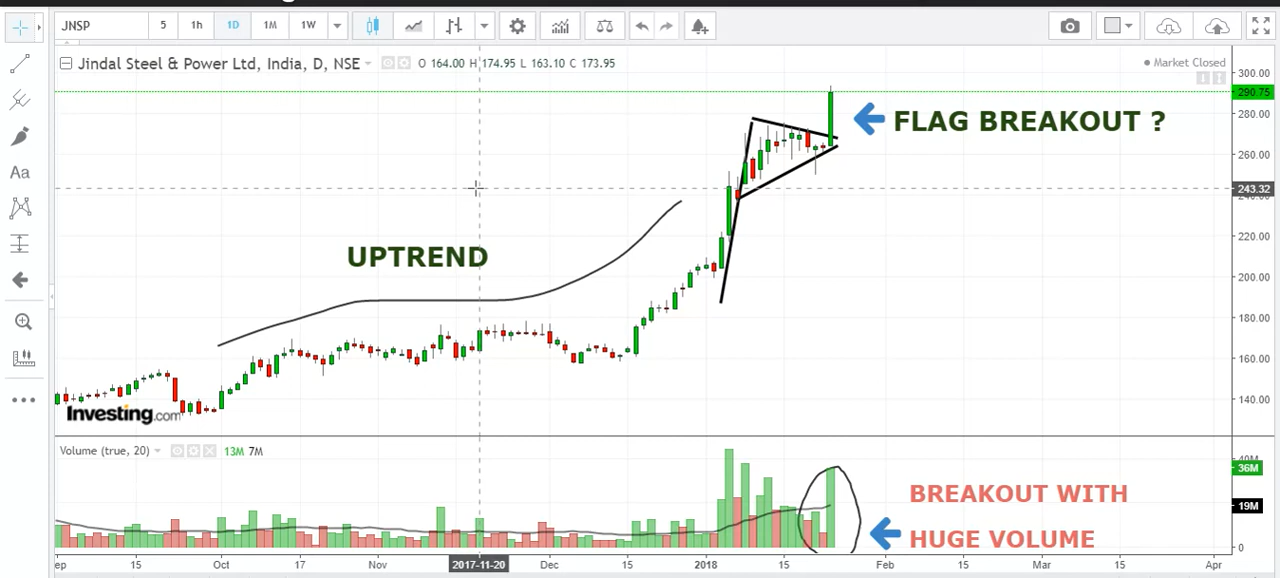 JNSP 5 1h 1D 1M 1W
Jindal Steel & Power Ltd, India, D, NSE O 164.00 H 174.95 L 163.10 C 173.95
Market Closed
300.00
290.75
FLAG BREAKOUT ?
280.00
260.00
243.32
UPTREND
220.00
200.00
180.00
160.00
140.00
Aa
Investing.com
Volume (true, 20) 13M 7M
40M
36M
BREAKOUT WITH
19M
HUGE VOLUME
0
ep 15 Oct 17 Nov 2017-11-20 Dec 15 2018 15 Feb 15 Mar 15 Apr